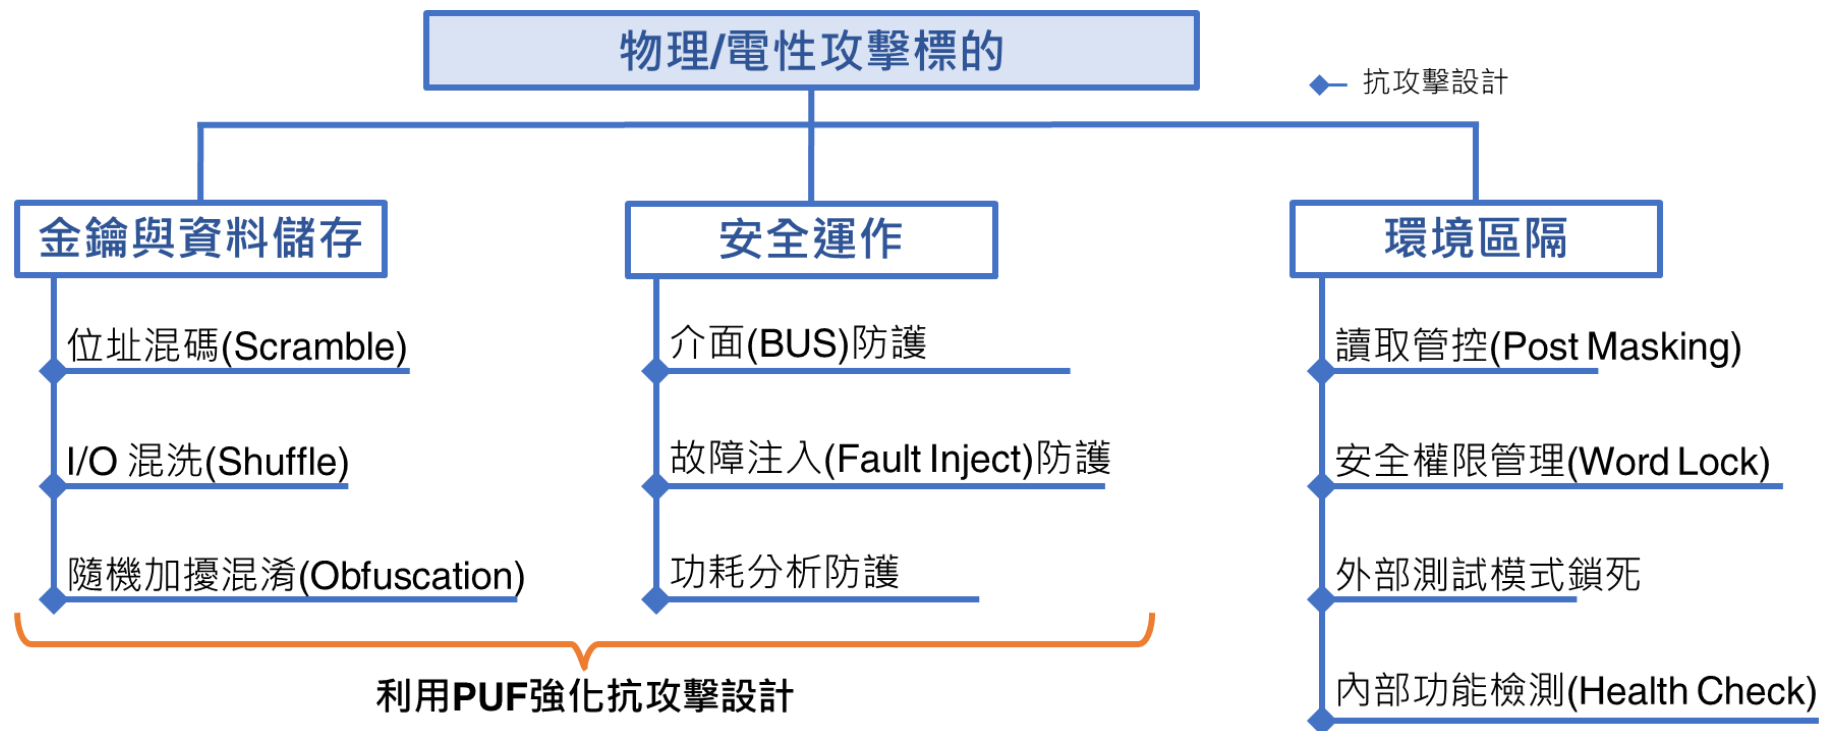 物理/電性攻擊標的
抗攻擊設計
金鑰與資料儲存
位址混碼(Scramble)
I/O 混洗(Shuffle)
隨機加擾混淆(Obfuscation)
安全運作
介面(BUS)防護
故障注入(Fault Inject)防護
功耗分析防護
利用PUF強化抗攻擊設計
環境區隔
讀取管控(Post Masking)
安全權限管理(Word Lock)
外部測試模式鎖死
內部功能檢測(Health Check)